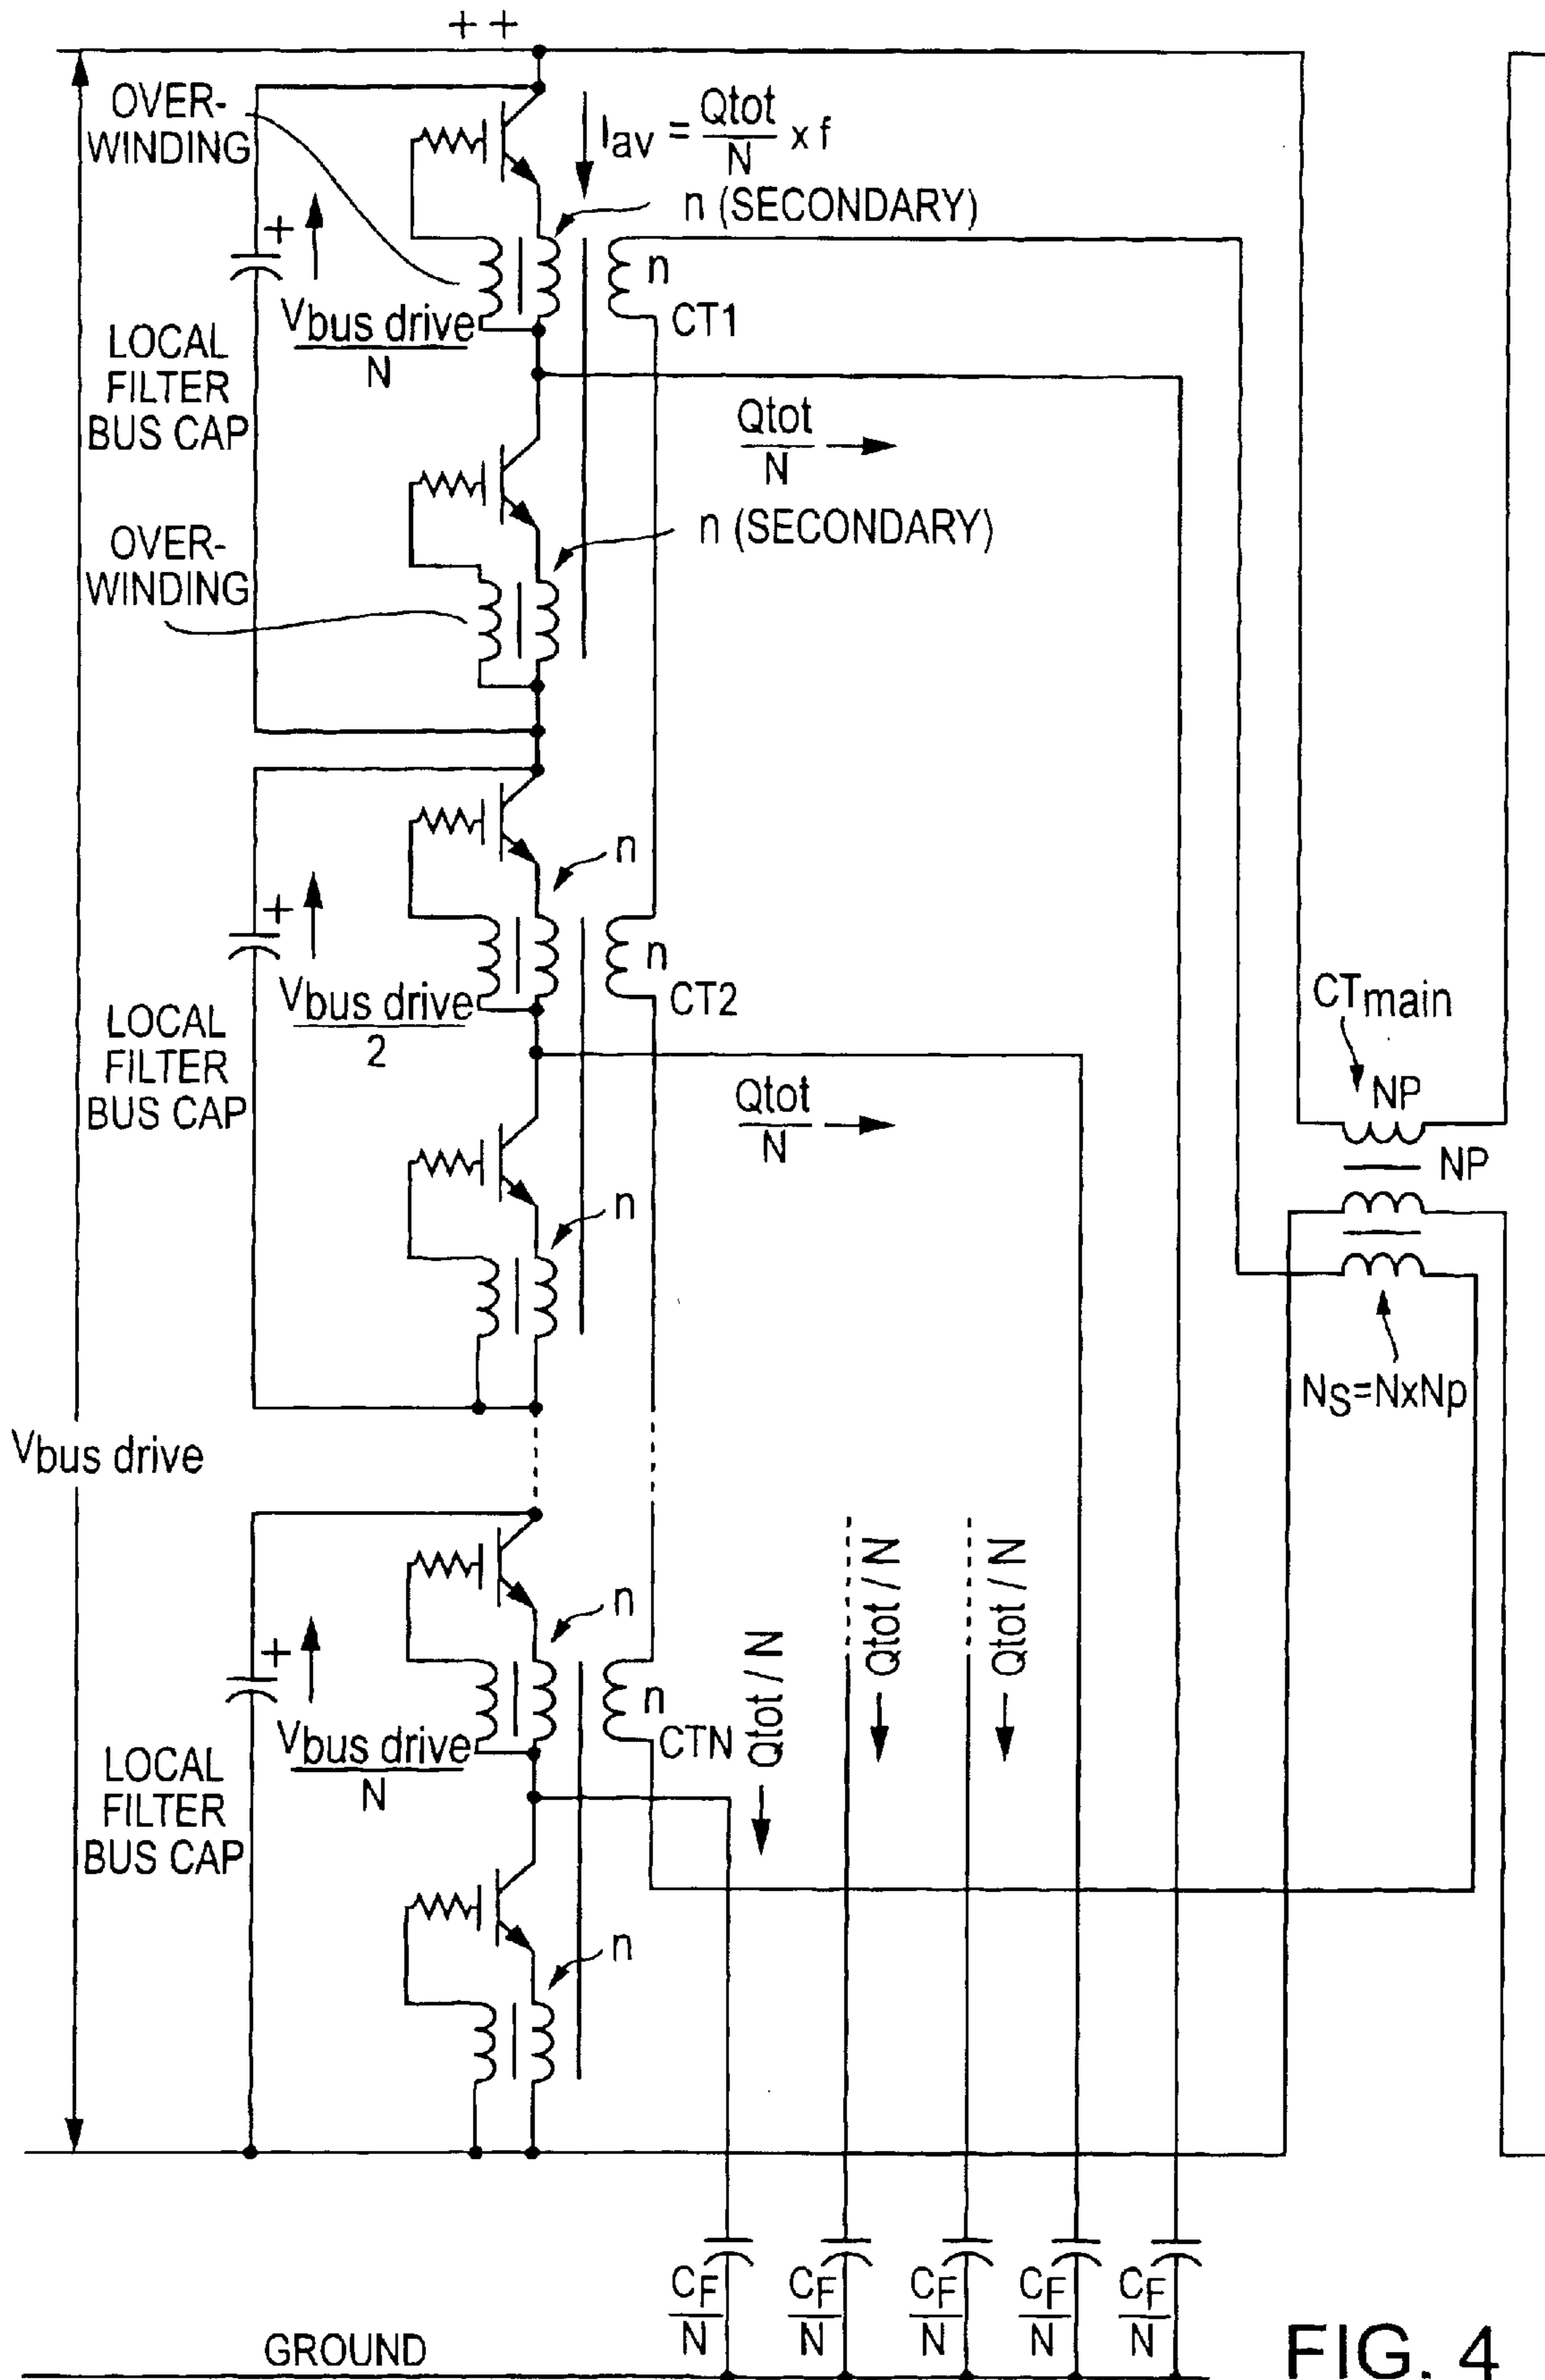 + +
OVER-
WINDING
Iav = Qtot/N x f
n (SECONDARY)
+
n
CT1
Vbus drive
N
LOCAL
FILTER
BUS CAP
Qtot
N
n (SECONDARY)
OVER-
WINDING
n
+
n
CT2
Vbus drive
2
LOCAL
FILTER
BUS CAP
Qtot
N
CTmain
NP
NP
n
NS=NxNp
Vbus drive
n
+
n
CTN
Qtot / N
Qtot / N
Qtot / N
Vbus drive
N
LOCAL
FILTER
BUS CAP
n
CF/N
CF/N
CF/N
CF/N
CF/N
GROUND
FIG. 4